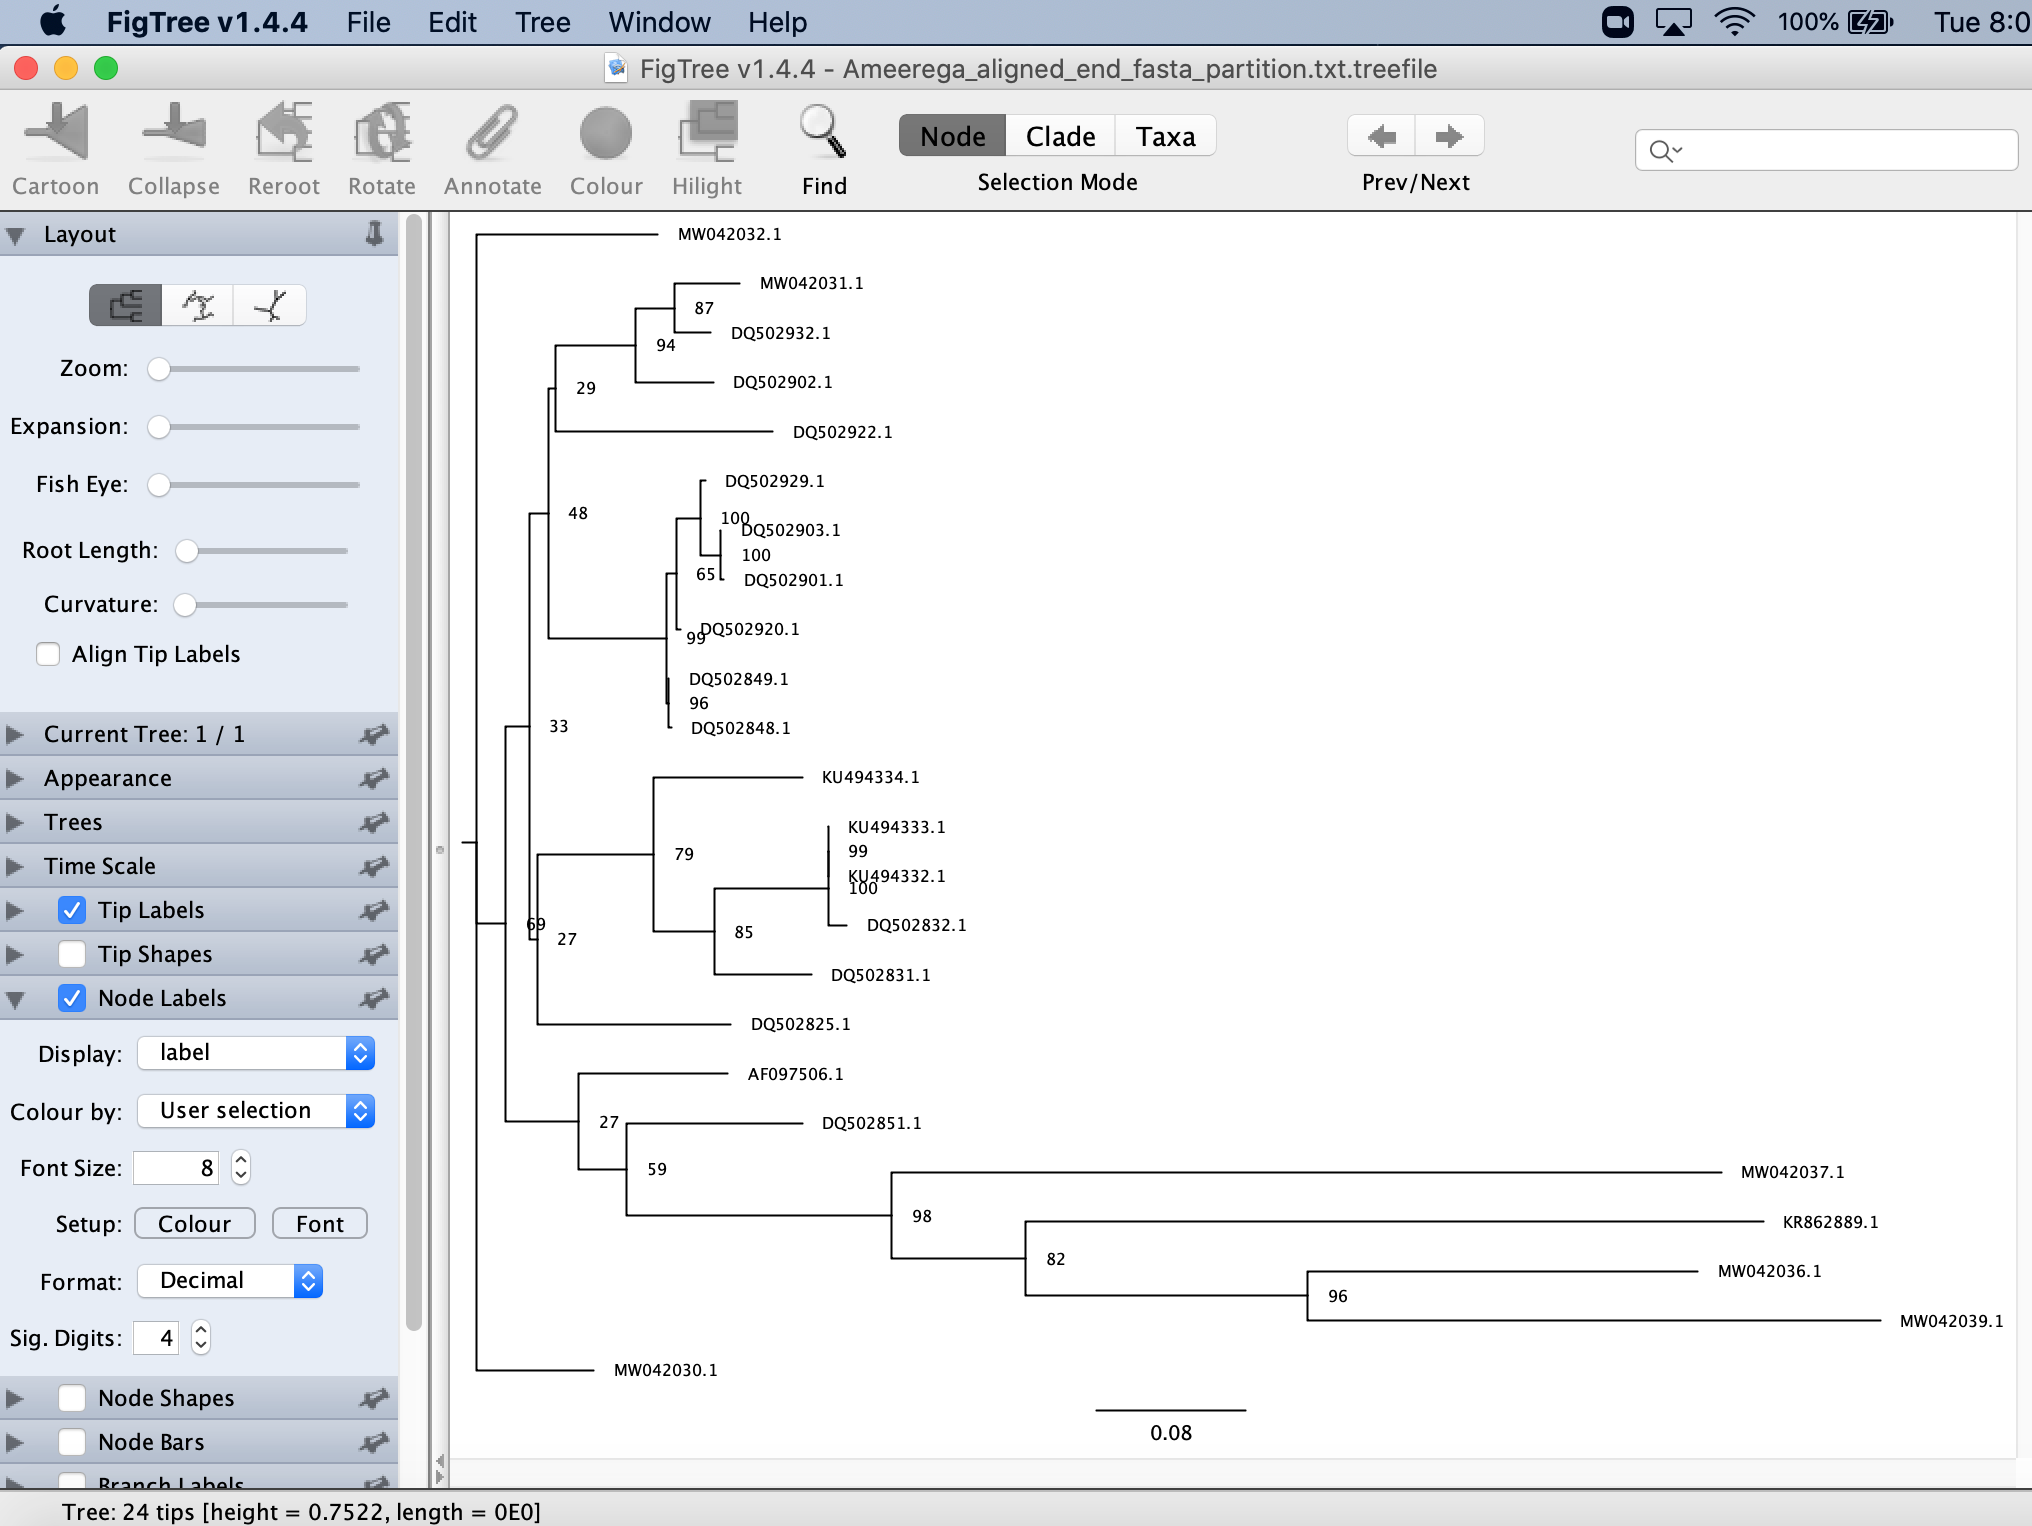 FigTree v1.4.4 File Edit Tree Window Help 100% Tue 8:0
FigTree v1.4.4 - Ameerega_aligned_end_fasta_partition.txt.treefile
Cartoon Collapse Reroot Rotate Annotate Colour Hilight Find
Node Clade Taxa
Selection Mode
Prev/Next
Layout
Zoom:
Expansion:
Fish Eye:
Root Length:
Curvature:
Align Tip Labels
Current Tree: 1 / 1
Appearance
Trees
Time Scale
Tip Labels
Tip Shapes
Node Labels
Display: label
Colour by: User selection
Font Size: 8
Setup: Colour Font
Format: Decimal
Sig. Digits: 4
Node Shapes
Node Bars
Branch Labels
MW042032.1
MW042031.1
87
DQ502932.1
94
DQ502902.1
29
DQ502922.1
DQ502929.1
48
100
DQ502903.1
100
65
DQ502901.1
DQ502920.1
99
DQ502849.1
96
33
DQ502848.1
KU494334.1
KU494333.1
99
79
KU494332.1
100
69
DQ502832.1
85
27
DQ502831.1
DQ502825.1
AF097506.1
27
DQ502851.1
59
MW042037.1
98
KR862889.1
82
MW042036.1
96
MW042039.1
MW042030.1
0.08
Tree: 24 tips [height = 0.7522, length = 0E0]